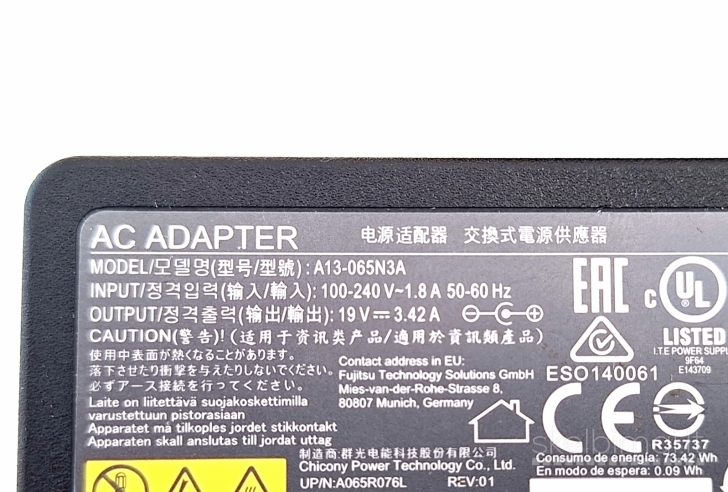 AC ADAPTER 电源适配器 交換式電源供應器
MODEL/모델명(型号/型號): A13-065N3A
INPUT/정격입력(输入/輸入): 100-240 V~1.8 A 50-60 Hz
OUTPUT/정격출력(输出/輸出): 19 V⎓ 3.42 A
CAUTION(警告)! (适用于资讯类产品/適用於資訊類產品)
使用中表面が熱くなることがあります。
落下させたり衝撃を与えたりしないでください。
必ずアース接続を行ってください。
Laite on liitettävä suojakoskettimilla
varustettuun pistorasiaan
Apparatet må tilkoples jordet stikkontakt
Apparaten skall anslutas till jordat uttag
Contact address in EU:
Fujitsu Technology Solutions GmbH
Mies-van-der-Rohe-Strasse 8,
80807 Munich, Germany
制造商:群光电能科技股份有限公司
Chicony Power Technology Co., Ltd.
UP/N:A065R076L REV:01
EAC
c UL
LISTED
I.T.E POWER SUPP
9F64
E143709
ESO140061
CE
R35737
Consumo de energía: 73.42 Wh
En modo de espera: 0.09 Wh